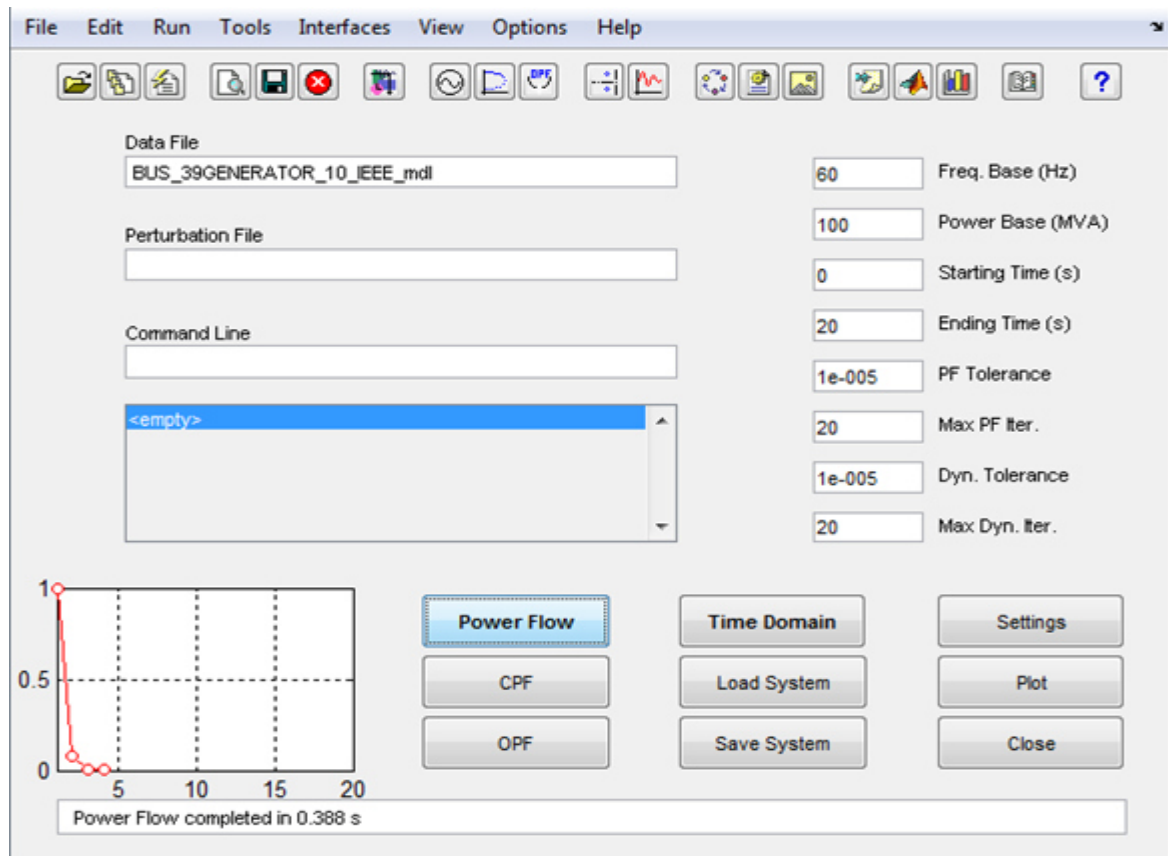 File Edit Run Tools Interfaces View Options Help
OPF
?
Data File
BUS_39GENERATOR_10_IEEE_mdl
60 Freq. Base (Hz)
100 Power Base (MVA)
Perturbation File
0 Starting Time (s)
20 Ending Time (s)
Command Line
1e-005 PF Tolerance
<empty>
20 Max PF Iter.
1e-005 Dyn. Tolerance
20 Max Dyn. Iter.
1
0.5
0
5 10 15 20
Power Flow Time Domain Settings
CPF Load System Plot
OPF Save System Close
Power Flow completed in 0.388 s